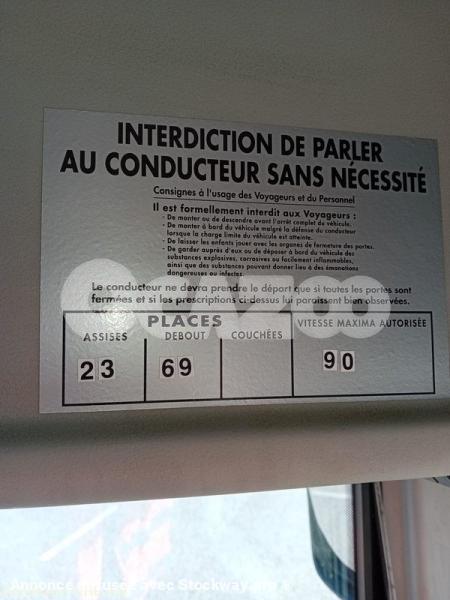 INTERDICTION DE PARLER
AU CONDUCTEUR SANS NÉCESSITÉ
Consignes à l'usage des Voyageurs et du Personnel
Il est formellement interdit aux Voyageurs :
- De monter ou de descendre avant l'arrêt complet du véhicule.
- De monter à bord du véhicule malgré la défense du conducteur
lorsque la charge limite du véhicule est atteinte.
- De laisser les enfants jouer avec les organes de fermeture des portes.
- De garder auprès d'eux ou de déposer à bord du véhicule des
substances explosives, corrosives ou facilement inflammables,
ainsi que des substances pouvant donner lieu à des émanations
dangereuses ou infectes.
Le conducteur ne devra prendre le départ que si toutes les portes sont
fermées et si les prescriptions ci-dessus lui paraissent bien observées.
PLACES
VITESSE MAXIMA AUTORISÉE
ASSISES DEBOUT COUCHÉES
23 69 90
Annonce diffusée avec Stockway.pro